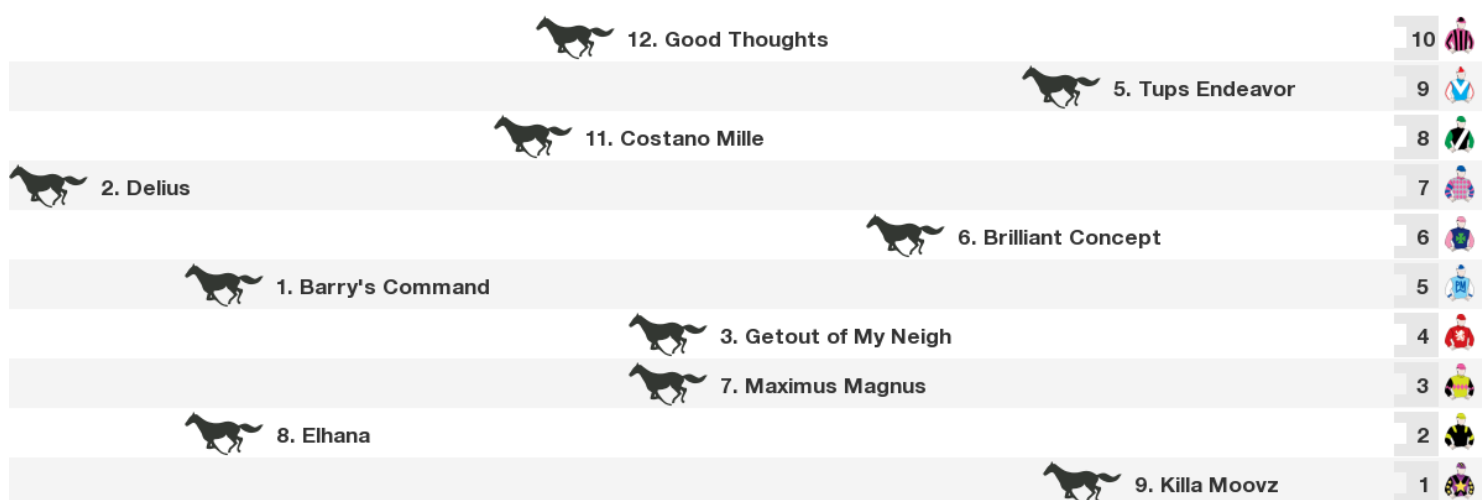 12. Good Thoughts 10
5. Tups Endeavor 9
11. Costano Mille 8
2. Delius 7
6. Brilliant Concept 6
1. Barry's Command 5
3. Getout of My Neigh 4
7. Maximus Magnus 3
8. Elhana 2
9. Killa Moovz 1